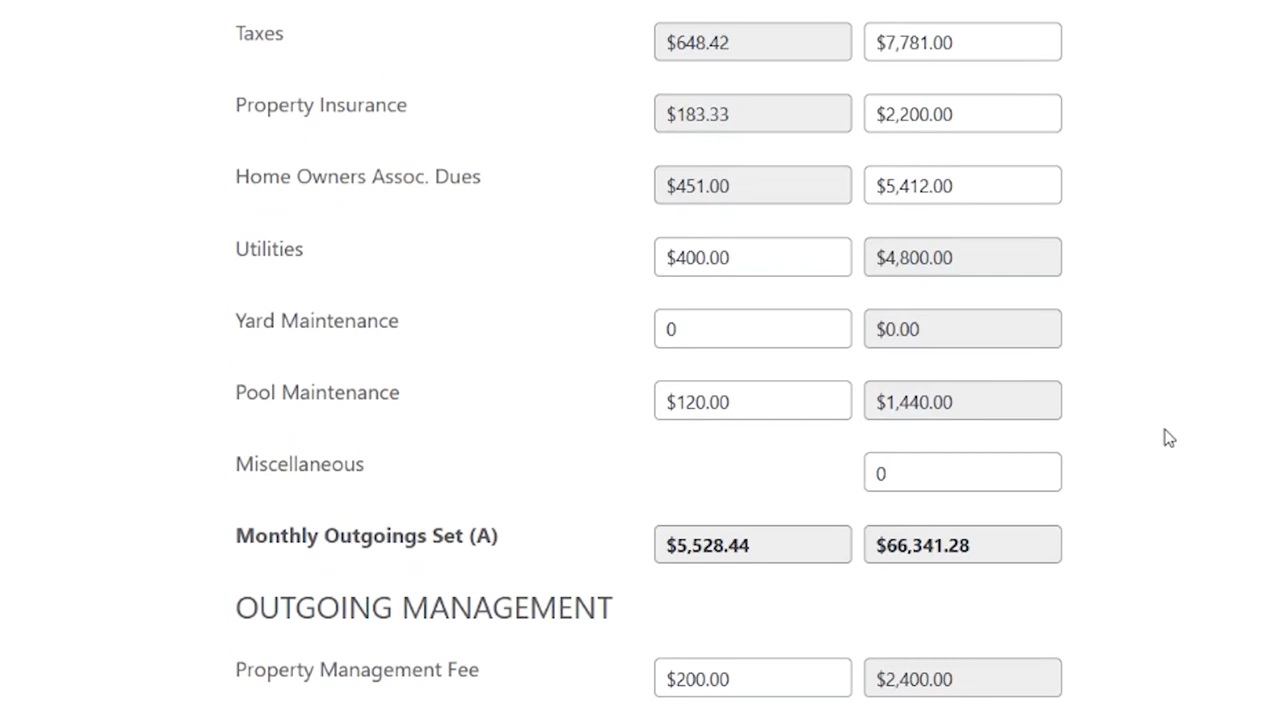 Taxes $648.42 $7,781.00
Property Insurance $183.33 $2,200.00
Home Owners Assoc. Dues $451.00 $5,412.00
Utilities $400.00 $4,800.00
Yard Maintenance 0 $0.00
Pool Maintenance $120.00 $1,440.00
Miscellaneous 0
Monthly Outgoings Set (A) $5,528.44 $66,341.28
OUTGOING MANAGEMENT
Property Management Fee $200.00 $2,400.00